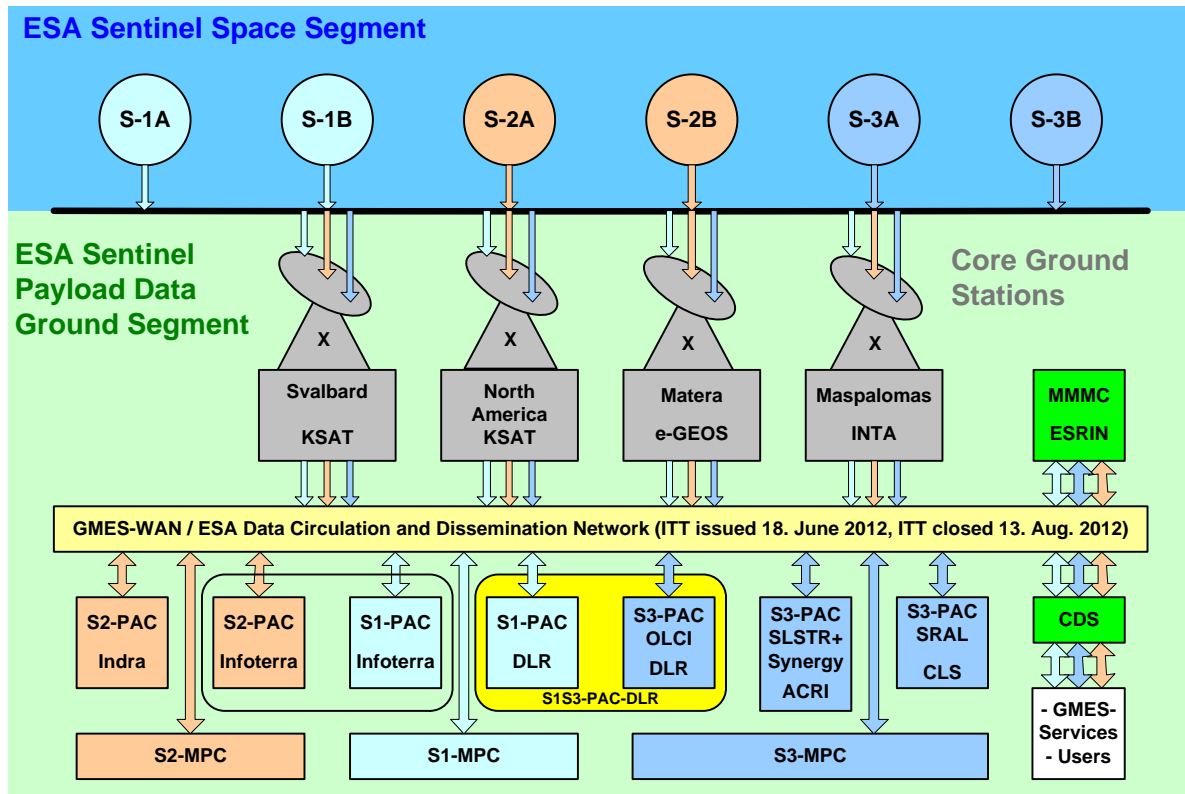 ESA Sentinel Space Segment
S-1A
S-1B
S-2A
S-2B
S-3A
S-3B
ESA Sentinel
Payload Data
Ground Segment
Core Ground
Stations
X
X
X
X
Svalbard
KSAT
North
America
KSAT
Matera
e-GEOS
Maspalomas
INTA
MMMC
ESRIN
GMES-WAN / ESA Data Circulation and Dissemination Network (ITT issued 18. June 2012, ITT closed 13. Aug. 2012)
S2-PAC
Indra
S2-PAC
Infoterra
S1-PAC
Infoterra
S1-PAC
DLR
S3-PAC
OLCI
DLR
S1S3-PAC-DLR
S3-PAC
SLSTR+
Synergy
ACRI
S3-PAC
SRAL
CLS
CDS
S2-MPC
S1-MPC
S3-MPC
- GMES-
Services
- Users